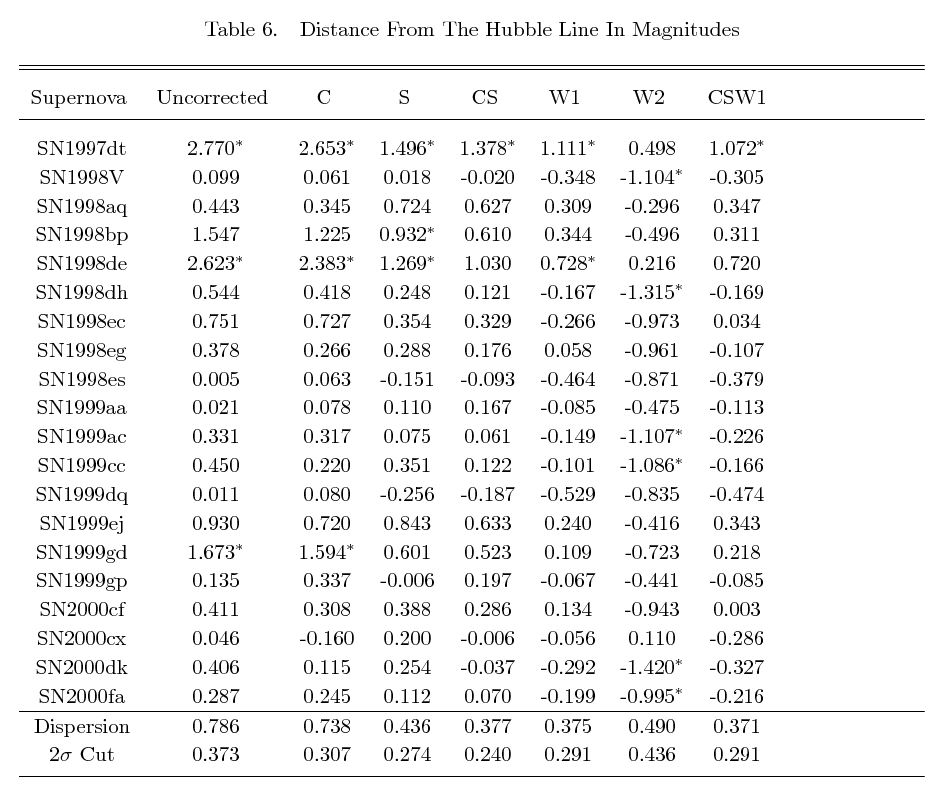 Table 6. Distance From The Hubble Line In Magnitudes
Supernova Uncorrected C S CS W1 W2 CSW1
SN1997dt 2.770* 2.653* 1.496* 1.378* 1.111* 0.498 1.072*
SN1998V 0.099 0.061 0.018 -0.020 -0.348 -1.104* -0.305
SN1998aq 0.443 0.345 0.724 0.627 0.309 -0.296 0.347
SN1998bp 1.547 1.225 0.932* 0.610 0.344 -0.496 0.311
SN1998de 2.623* 2.383* 1.269* 1.030 0.728* 0.216 0.720
SN1998dh 0.544 0.418 0.248 0.121 -0.167 -1.315* -0.169
SN1998ec 0.751 0.727 0.354 0.329 -0.266 -0.973 0.034
SN1998eg 0.378 0.266 0.288 0.176 0.058 -0.961 -0.107
SN1998es 0.005 0.063 -0.151 -0.093 -0.464 -0.871 -0.379
SN1999aa 0.021 0.078 0.110 0.167 -0.085 -0.475 -0.113
SN1999ac 0.331 0.317 0.075 0.061 -0.149 -1.107* -0.226
SN1999cc 0.450 0.220 0.351 0.122 -0.101 -1.086* -0.166
SN1999dq 0.011 0.080 -0.256 -0.187 -0.529 -0.835 -0.474
SN1999ej 0.930 0.720 0.843 0.633 0.240 -0.416 0.343
SN1999gd 1.673* 1.594* 0.601 0.523 0.109 -0.723 0.218
SN1999gp 0.135 0.337 -0.006 0.197 -0.067 -0.441 -0.085
SN2000cf 0.411 0.308 0.388 0.286 0.134 -0.943 0.003
SN2000cx 0.046 -0.160 0.200 -0.006 -0.056 0.110 -0.286
SN2000dk 0.406 0.115 0.254 -0.037 -0.292 -1.420* -0.327
SN2000fa 0.287 0.245 0.112 0.070 -0.199 -0.995* -0.216
Dispersion 0.786 0.738 0.436 0.377 0.375 0.490 0.371
2σ Cut 0.373 0.307 0.274 0.240 0.291 0.436 0.291